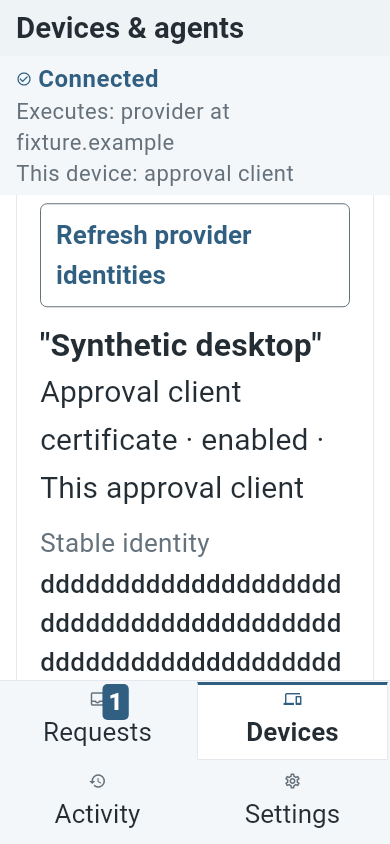 Devices & agents
Connected
Executes: provider at
fixture.example
This device: approval client
Refresh provider
identities
"Synthetic desktop"
Approval client
certificate · enabled ·
This approval client
Stable identity
dddddddddddddddddddd
dddddddddddddddddddd
dddddddddddddddddddd
1
Requests
Devices
Activity
Settings